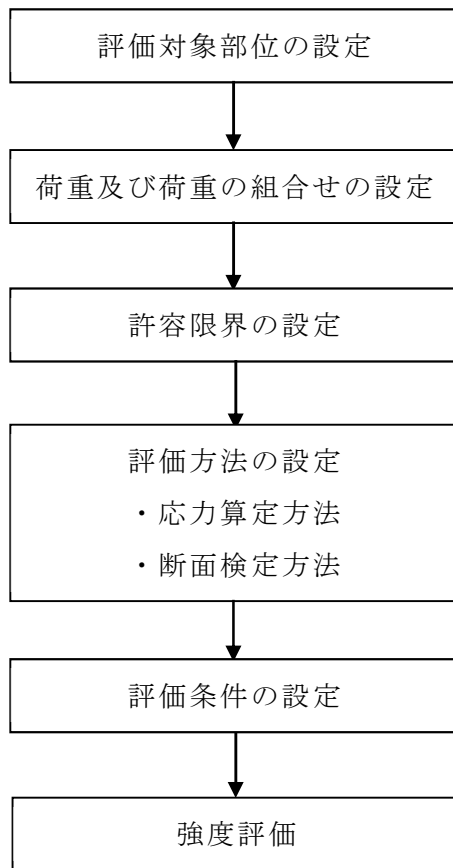 評価対象部位の設定
荷重及び荷重の組合せの設定
許容限界の設定
評価方法の設定
・応力算定方法
・断面検定方法
評価条件の設定
強度評価